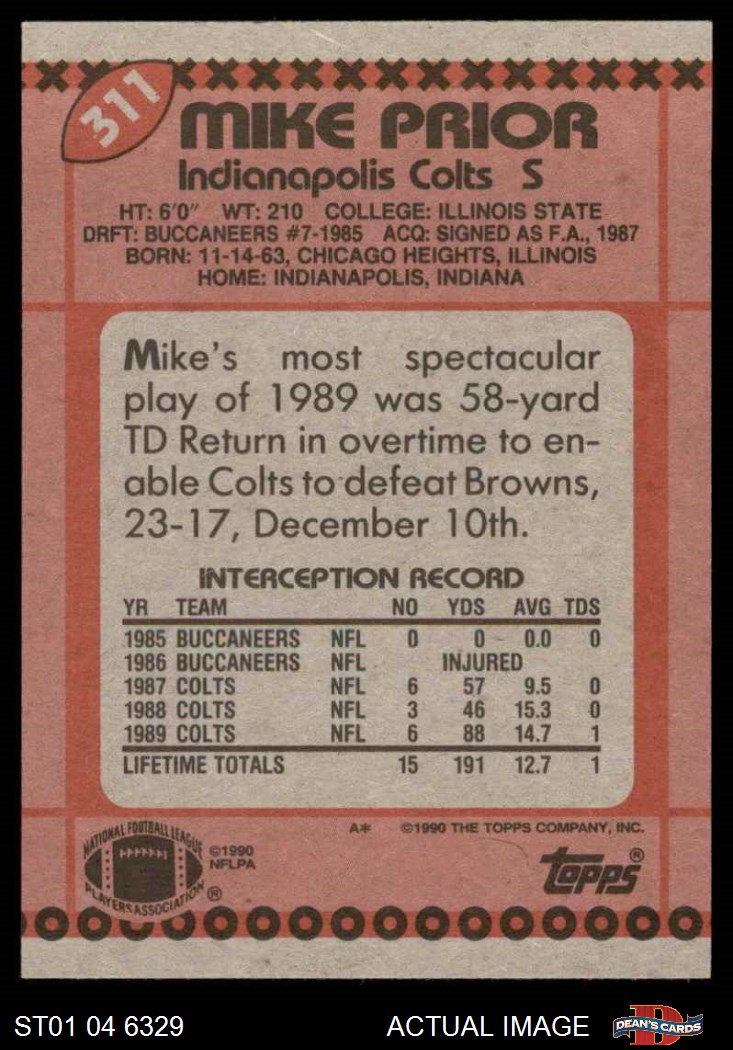 311
MIKE PRIOR
Indianapolis Colts S
HT: 6'0" WT: 210 COLLEGE: ILLINOIS STATE
DRFT: BUCCANEERS #7-1985 ACQ: SIGNED AS F.A., 1987
BORN: 11-14-63, CHICAGO HEIGHTS, ILLINOIS
HOME: INDIANAPOLIS, INDIANA
Mike's most spectacular
play of 1989 was 58-yard
TD Return in overtime to en-
able Colts to defeat Browns,
23-17, December 10th.
INTERCEPTION RECORD
YR TEAM NO YDS AVG TDS
1985 BUCCANEERS NFL 0 0 0.0 0
1986 BUCCANEERS NFL INJURED
1987 COLTS NFL 6 57 9.5 0
1988 COLTS NFL 3 46 15.3 0
1989 COLTS NFL 6 88 14.7 1
LIFETIME TOTALS 15 191 12.7 1
A* ©1990 THE TOPPS COMPANY, INC.
NATIONAL FOOTBALL LEAGUE
PLAYERS ASSOCIATION ®
©1990
NFLPA
topps®
ST01 04 6329 ACTUAL IMAGE
D
DEAN'S CARDS